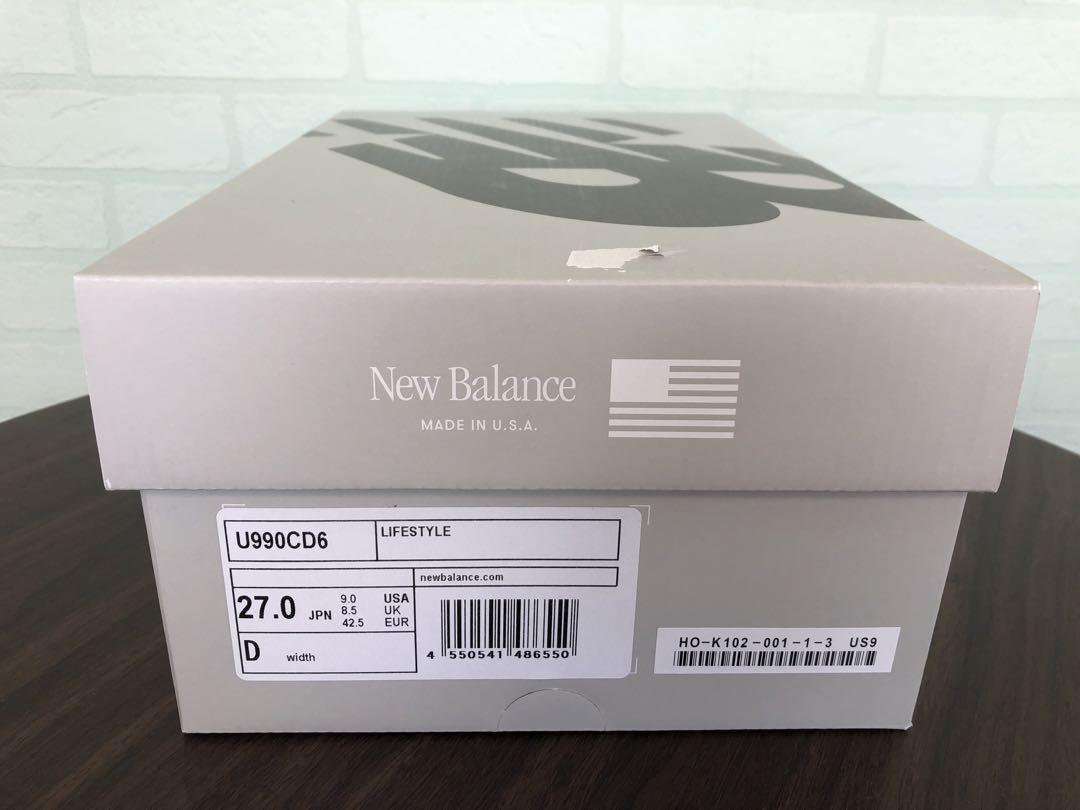 New Balance
MADE IN U.S.A.
U990CD6
LIFESTYLE
newbalance.com
27.0 JPN
9.0 USA
8.5 UK
42.5 EUR
D width
4 550541 486550
HO-K102-001-1-3 US9